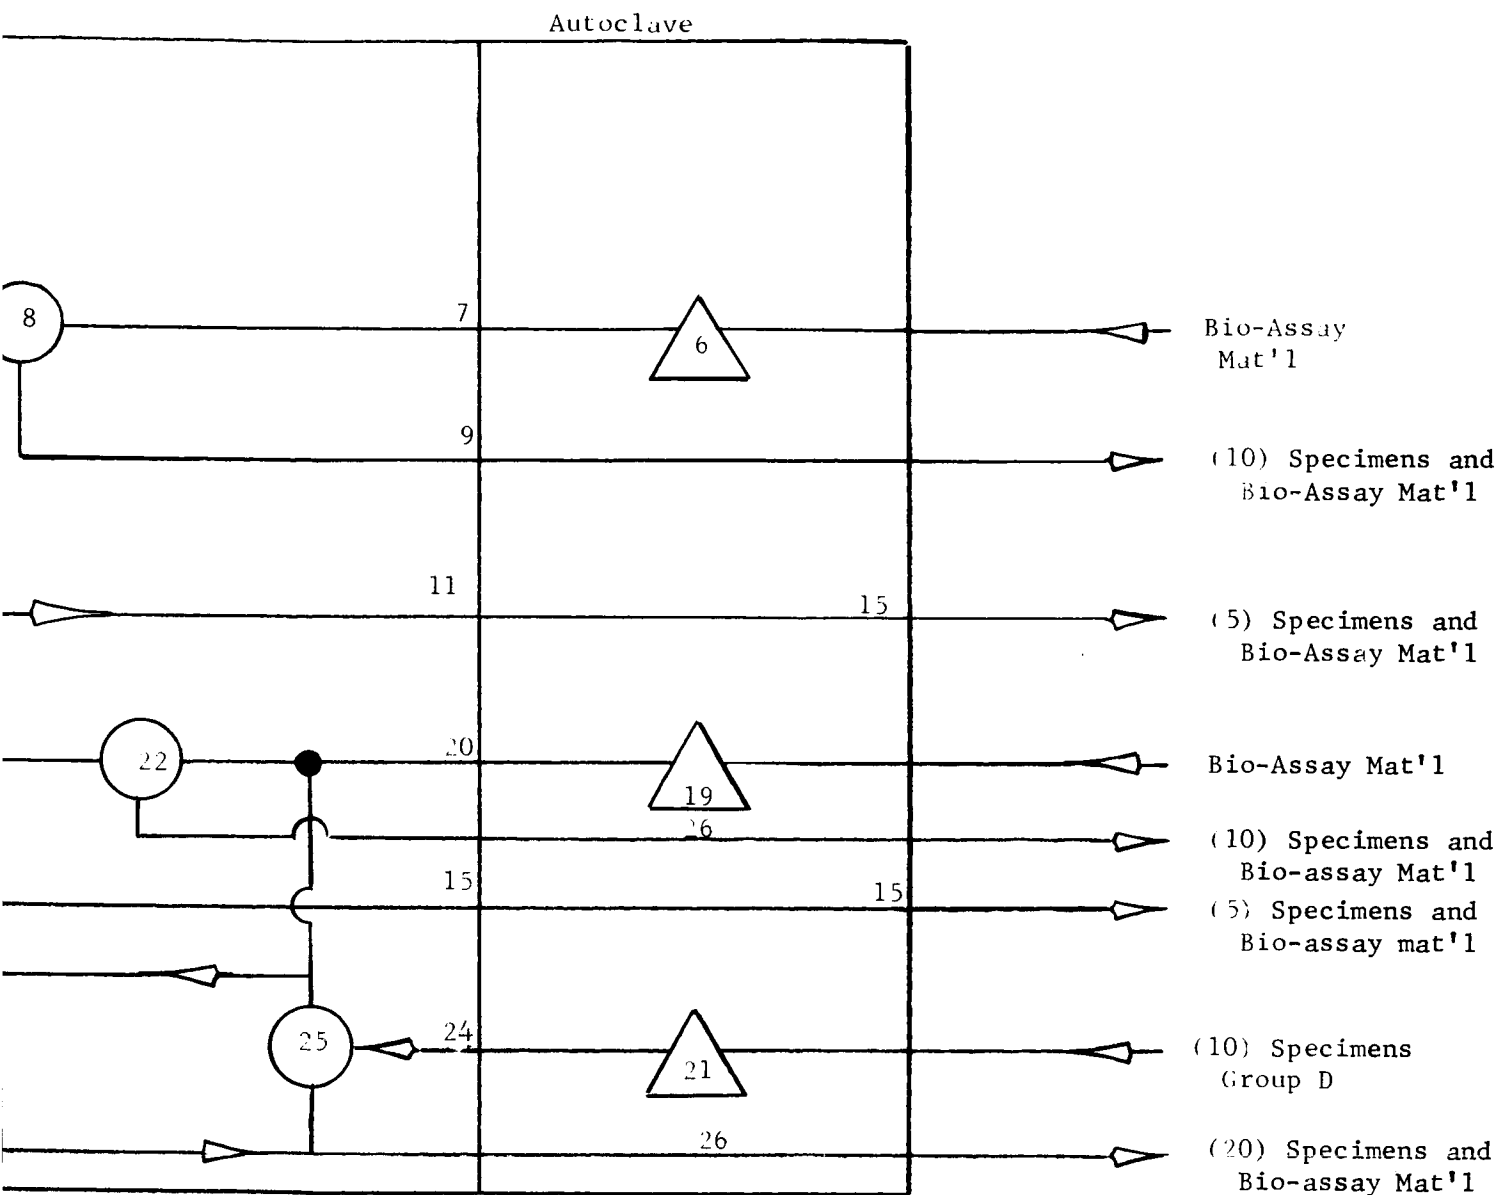 Autoclave
8
7
6
Bio-Assay
Mat'l
9
(10) Specimens and
Bio-Assay Mat'l
11
15
(5) Specimens and
Bio-Assay Mat'l
22
20
19
Bio-Assay Mat'l
26
(10) Specimens and
Bio-assay Mat'l
15
15
(5) Specimens and
Bio-assay mat'l
25
24
21
(10) Specimens
Group D
26
(20) Specimens and
Bio-assay Mat'l